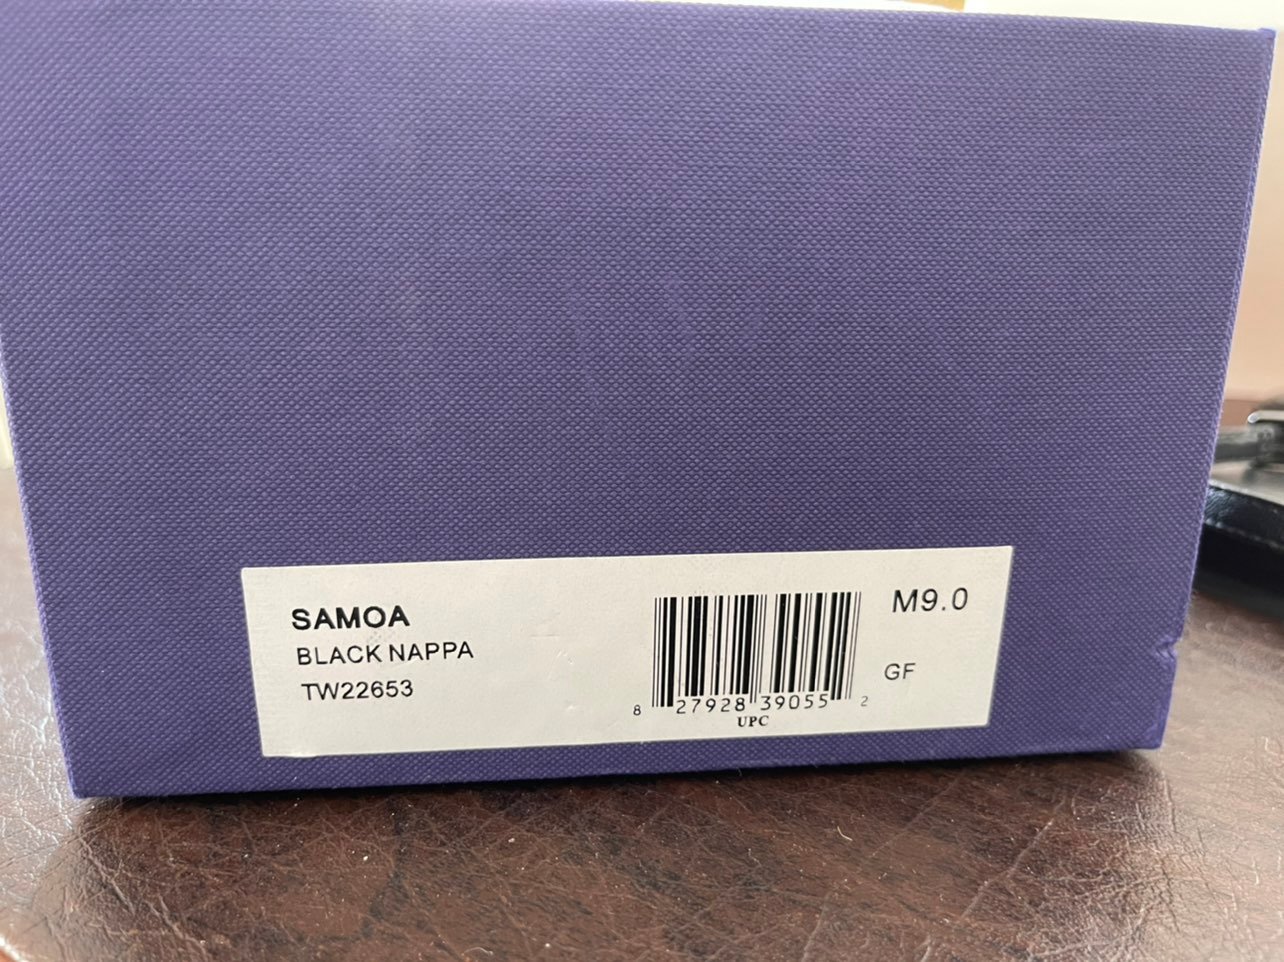 SAMOA
BLACK NAPPA
TW22653
8 27928 39055 2
UPC
M9.0
GF